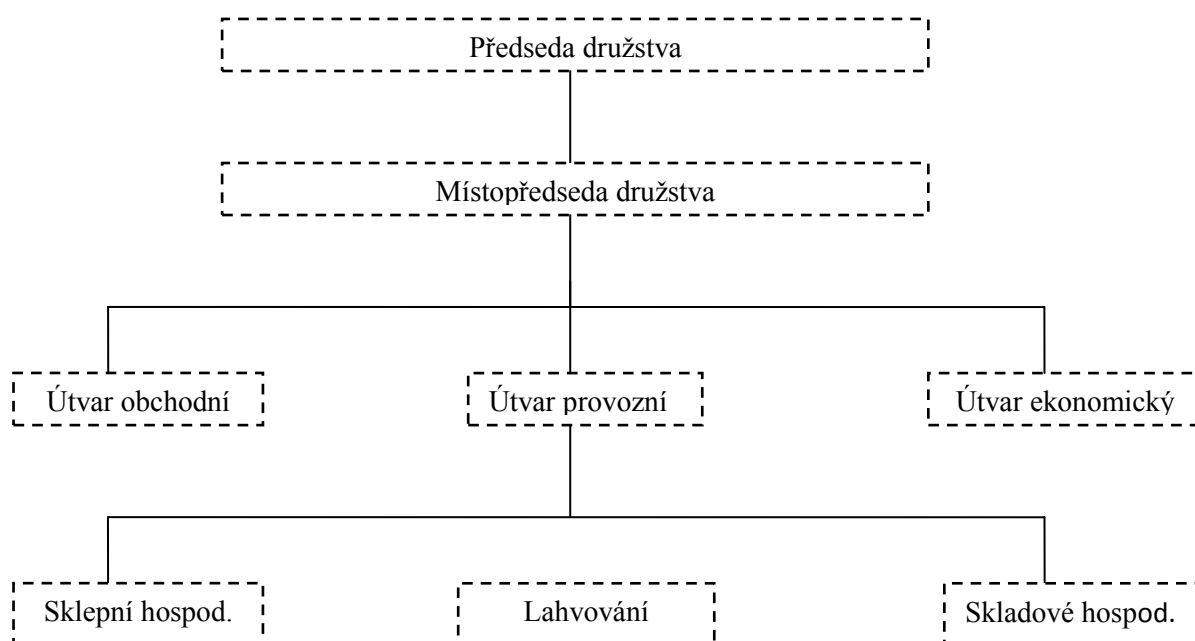 Předseda družstva
Místopředseda družstva
Útvar obchodní
Útvar provozní
Útvar ekonomický
Sklepní hospod.
Lahvování
Skladové hospod.